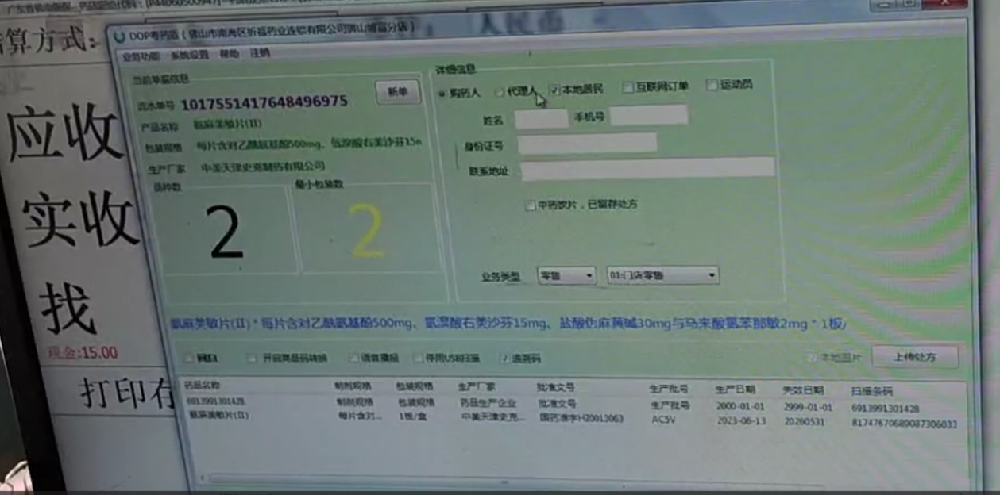 算方式:
人民币
应收
实收
找
现金:15.00
打印存
DOP粤药店(佛山市南海区祈福药业连锁有限公司佛山
业务功能 系统设置 帮助 注销
当前单据信息
流水单号 1017551417648496975
新单
产品名称 氨麻美敏片(II)
包装规格 每片含对乙酰氨基酚500mg、氢溴酸右美沙芬15n
生产厂家 中美天津史克制药有限公司
品种数 最小包装数
2 2
详细信息
购药人 代理人 本地居民 互联网订单 运动员
姓名 手机号
身份证号
联系地址
中药饮片,已留存处方
业务类型 零售 01:门店零售
氨麻美敏片(II)*每片含对乙酰氨基酚500mg、氢溴酸右美沙芬15mg、盐酸伪麻黄碱30mg与马来酸氯苯那敏2mg*1板/
开启商品码转换 语音播报 停用USB扫描 追溯码 本地图片 上传处方
药品名称 制剂规格 包装规格 生产厂家 批准文号 生产批号 生产日期 失效日期 扫描条码
6913991301428 制剂规格 包装规格 药品生产企业 批准文号 生产批号 2000-01-01 2999-01-01 6913991301428
氨麻美敏片(II) 每片含对... 1板/盒 中美天津史克... 国药准字H20013063 AC5V 2023-06-13 20260531 81747670689087306033